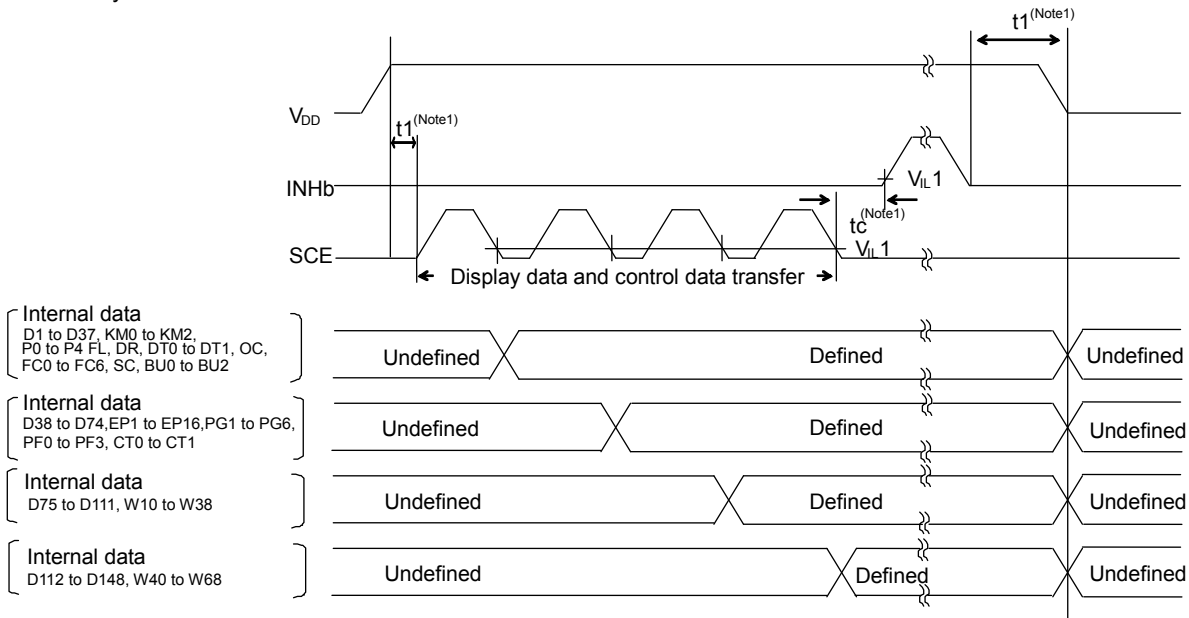 t1(Note1)
VDD
t1(Note1)
INHb
VIL1
tc(Note1)
SCE
VIL1
Display data and control data transfer
Internal data
D1 to D37, KM0 to KM2,
P0 to P4 FL, DR, DT0 to DT1, OC,
FC0 to FC6, SC, BU0 to BU2
Undefined
Defined
Undefined
Internal data
D38 to D74,EP1 to EP16,PG1 to PG6,
PF0 to PF3, CT0 to CT1
Undefined
Defined
Undefined
Internal data
D75 to D111, W10 to W38
Undefined
Defined
Undefined
Internal data
D112 to D148, W40 to W68
Undefined
Defined
Undefined